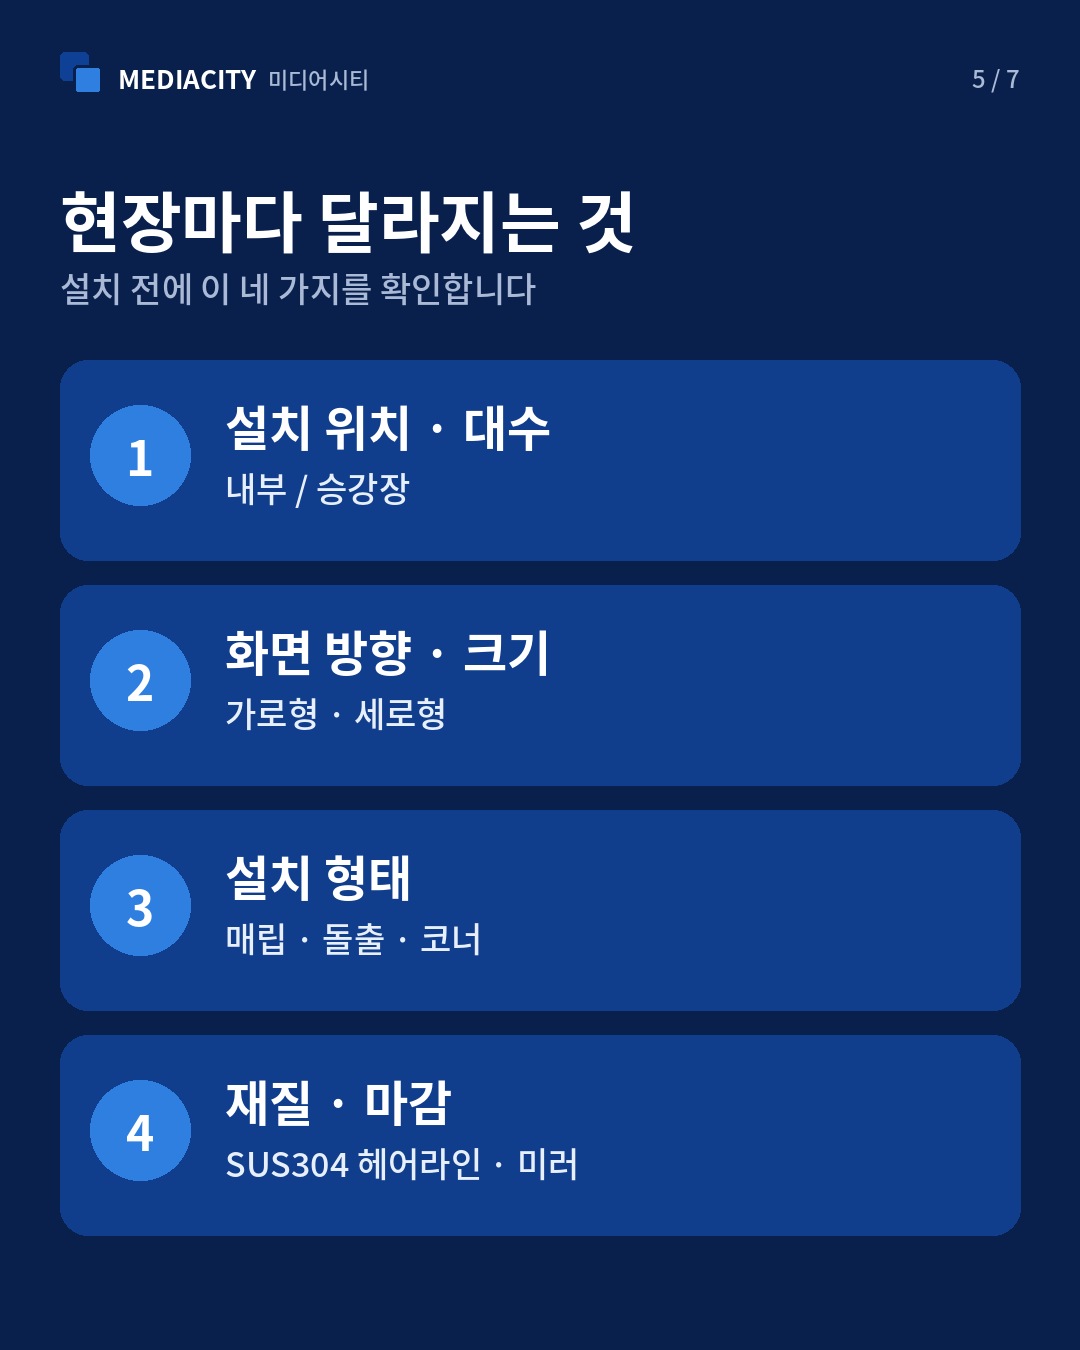 MEDIACITY 미디어시티
5 / 7
현장마다 달라지는 것
설치 전에 이 네 가지를 확인합니다
1
설치 위치 · 대수
내부 / 승강장
2
화면 방향 · 크기
가로형 · 세로형
3
설치 형태
매립 · 돌출 · 코너
4
재질 · 마감
SUS304 헤어라인 · 미러